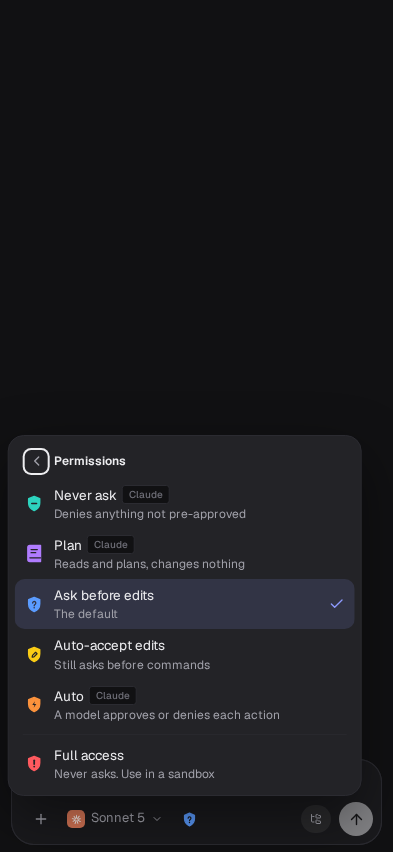 Permissions
Never ask Claude
Denies anything not pre-approved
Plan Claude
Reads and plans, changes nothing
Ask before edits
The default
Auto-accept edits
Still asks before commands
Auto Claude
A model approves or denies each action
Full access
Never asks. Use in a sandbox
Sonnet 5